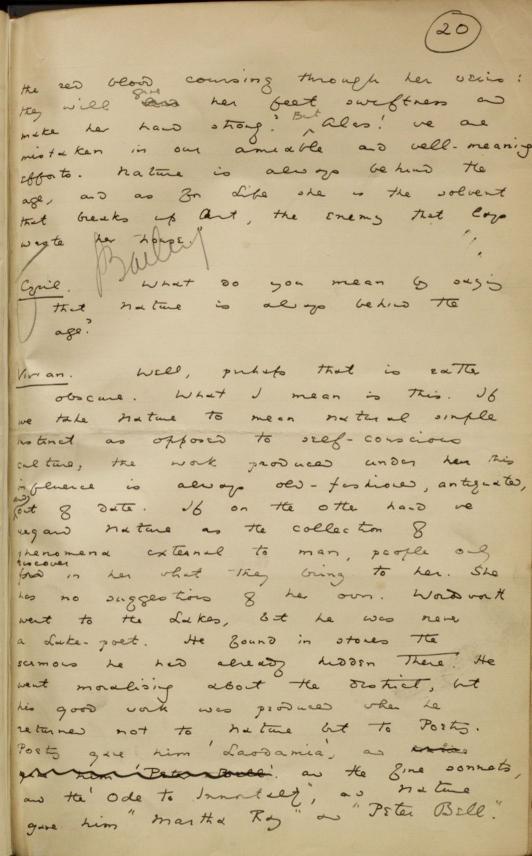 20
the red blood coursing through her veins:
they will give her feet swiftness and
make her hand strong." But Alas! we are
mistaken in our amiable and well-meaning
efforts. Nature is always behind the
age, and as for Life she is the solvent
that breaks up Art, the Enemy that lays
waste her house."
Bailey
Cyril. What do you mean by saying
that Nature is always behind the
age?
Vivian. Well, perhaps that is rather
obscure. What I mean is this. If
we take Nature to mean natural simple
instinct as opposed to self-conscious
culture, the work produced under her this
influence is always old-fashioned, antiquated,
and out of date. If on the other hand we
regard Nature as the collection of
phenomena external to man, people only
discover in her what they bring to her. She
has no suggestions of her own. Wordsworth
went to the Lakes, but he was never
a Lake-poet. He found in stones the
sermons he had already hidden there. He
went moralising about the district, but
his good work was produced when he
returned not to Nature but to Poetry.
Poetry gave him 'Laodamia', and
gave him 'Peter Bell'. and the fine sonnets,
and the 'Ode to Immortality', and Nature
gave him "Martha Ray" and "Peter Bell."